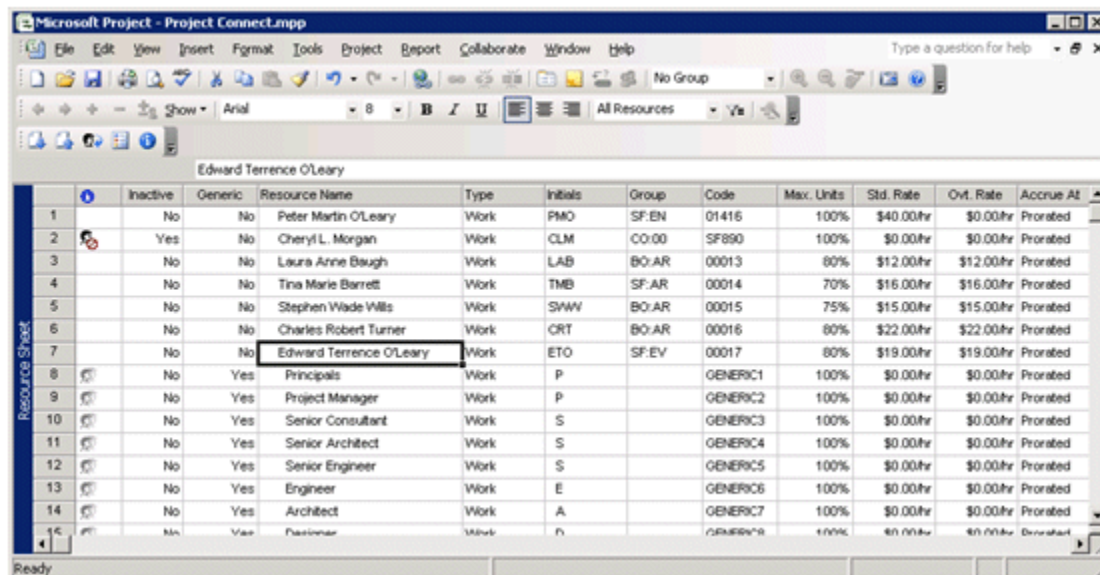 Microsoft Project - Project Connect.mpp
File Edit View Insert Format Tools Project Report Collaborate Window Help Type a question for help
No Group
Show Arial 8 B I U All Resources
Edward Terrence O'Leary
Inactive Generic Resource Name Type Initials Group Code Max. Units Std. Rate Ovt. Rate Accrue At
1 No No Peter Martin O'Leary Work PMO SF:EN 01416 100% $40.00/hr $0.00/hr Prorated
2 Yes No Cheryl L. Morgan Work CLM CO:00 SF890 100% $0.00/hr $0.00/hr Prorated
3 No No Laura Anne Baugh Work LAB BO:AR 00013 80% $12.00/hr $12.00/hr Prorated
4 No No Tina Marie Barrett Work TMB SF:AR 00014 70% $16.00/hr $16.00/hr Prorated
5 No No Stephen Wade Wills Work SWW BO:AR 00015 75% $15.00/hr $15.00/hr Prorated
6 No No Charles Robert Turner Work CRT BO:AR 00016 80% $22.00/hr $22.00/hr Prorated
7 No No Edward Terrence O'Leary Work ETO SF:EV 00017 80% $19.00/hr $19.00/hr Prorated
8 No Yes Principals Work P GENERIC1 100% $0.00/hr $0.00/hr Prorated
9 No Yes Project Manager Work P GENERIC2 100% $0.00/hr $0.00/hr Prorated
10 No Yes Senior Consultant Work S GENERIC3 100% $0.00/hr $0.00/hr Prorated
11 No Yes Senior Architect Work S GENERIC4 100% $0.00/hr $0.00/hr Prorated
12 No Yes Senior Engineer Work S GENERIC5 100% $0.00/hr $0.00/hr Prorated
13 No Yes Engineer Work E GENERIC6 100% $0.00/hr $0.00/hr Prorated
14 No Yes Architect Work A GENERIC7 100% $0.00/hr $0.00/hr Prorated
15 No Yes Designer Work D GENERIC8 100% $0.00/hr $0.00/hr Prorated
Resource Sheet
Ready